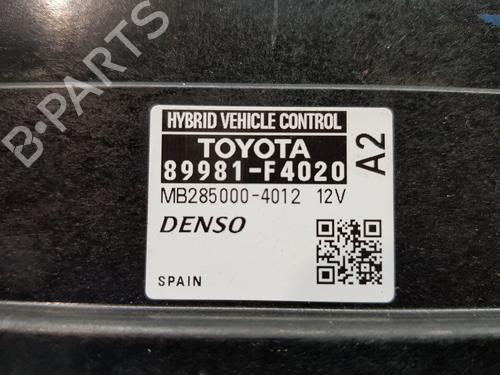 B-PARTS
HYBRID VEHICLE CONTROL
TOYOTA
89981-F4020
A2
MB285000-4012 12V
DENSO
SPAIN